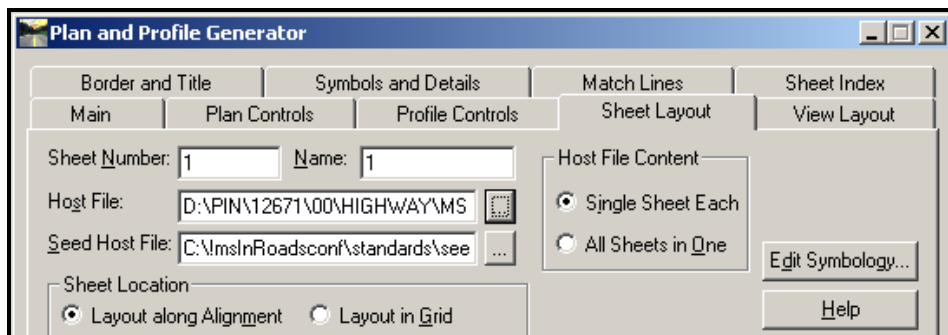 Plan and Profile Generator
Border and Title Symbols and Details Match Lines Sheet Index
Main Plan Controls Profile Controls Sheet Layout View Layout
Sheet Number: 1 Name: 1
Host File: D:\PIN\12671\00\HIGHWAY\MS
Seed Host File: C:\!msInRoadsconf\standards\see ...
Host File Content
Single Sheet Each
All Sheets in One
Edit Symbology...
Sheet Location
Layout along Alignment Layout in Grid
Help